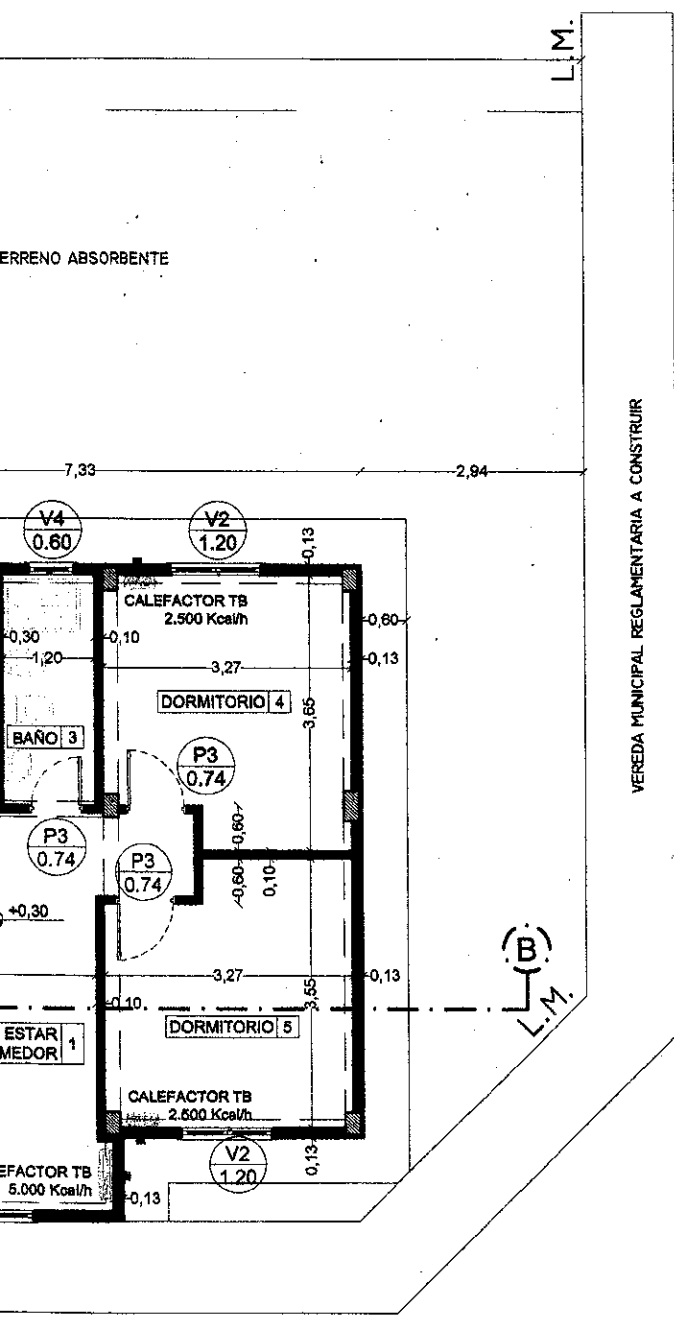 L.M.
ERRENO ABSORBENTE
VEREDA MUNICIPAL REGLAMENTARIA A CONSTRUIR
7,33
2,94
V4
0.60
V2
1.20
0,13
CALEFACTOR TB
2.500 Kcal/h
0,60
0,30
0,10
1,20
3,27
0,13
DORMITORIO 4
3,65
BAÑO 3
P3
0.74
P3
0.74
0,60
P3
0.74
0,60
0,10
+0,30
B
3,27
0,13
0,10
3,55
L.M.
ESTAR
MEDOR 1
DORMITORIO 5
CALEFACTOR TB
2.500 Kcal/h
V2
1.20
0,13
EFACTOR TB
5.000 Kcal/h
0,13